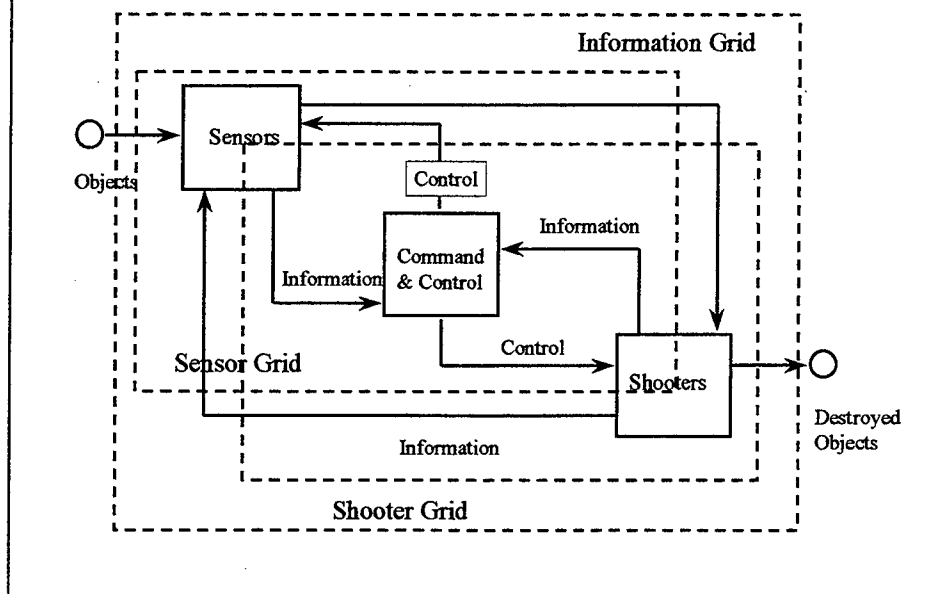 Information Grid
Sensors
Objects
Control
Information
Command
& Control
Information
Control
Sensor Grid
Shooters
Destroyed
Objects
Information
Shooter Grid